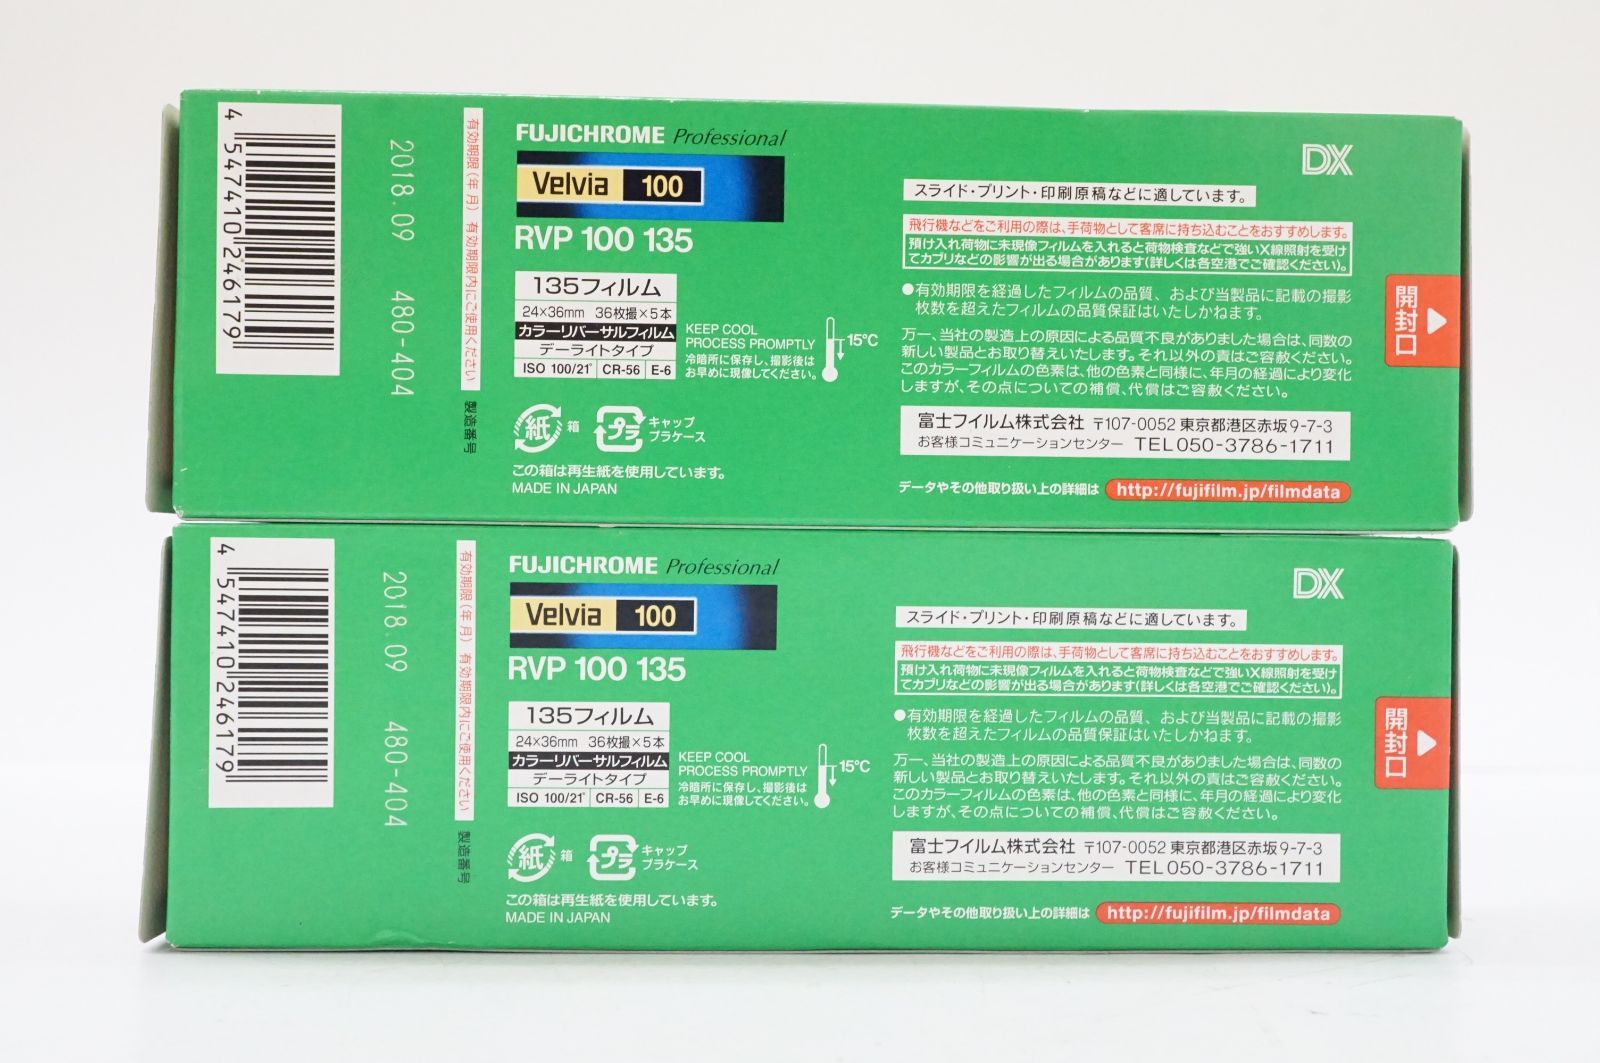 4 547410 246179
2018.09 480-404
有効期限(年月) 有効期限内にご使用ください
製造番号
FUJICHROME Professional
Velvia 100
RVP 100 135
135フィルム
24×36mm 36枚撮×5本
カラーリバーサルフィルム
デーライトタイプ
ISO 100/21° CR-56 E-6
KEEP COOL
PROCESS PROMPTLY
冷暗所に保存し、撮影後は
お早めに現像してください。
15℃
紙 箱
プラ キャップ
プラケース
この箱は再生紙を使用しています。
MADE IN JAPAN
DX
スライド・プリント・印刷原稿などに適しています。
飛行機などをご利用の際は、手荷物として客席に持ち込むことをおすすめします。
預け入れ荷物に未現像フィルムを入れると荷物検査などで強いX線照射を受け
てカブリなどの影響が出る場合があります(詳しくは各空港でご確認ください)。
●有効期限を経過したフィルムの品質、および当製品に記載の撮影
枚数を超えたフィルムの品質保証はいたしかねます。
万一、当社の製造上の原因による品質不良がありました場合は、同数の
新しい製品とお取り替えいたします。それ以外の責はご容赦ください。
このカラーフィルムの色素は、他の色素と同様に、年月の経過により変化
しますが、その点についての補償、代償はご容赦ください。
富士フイルム株式会社 〒107-0052 東京都港区赤坂9-7-3
お客様コミュニケーションセンター TEL050-3786-1711
データやその他取り扱い上の詳細は http://fujifilm.jp/filmdata
開封口
4 547410 246179
2018.09 480-404
有効期限(年月) 有効期限内にご使用ください
製造番号
FUJICHROME Professional
Velvia 100
RVP 100 135
135フィルム
24×36mm 36枚撮×5本
カラーリバーサルフィルム
デーライトタイプ
ISO 100/21° CR-56 E-6
KEEP COOL
PROCESS PROMPTLY
冷暗所に保存し、撮影後は
お早めに現像してください。
15℃
紙 箱
プラ キャップ
プラケース
この箱は再生紙を使用しています。
MADE IN JAPAN
DX
スライド・プリント・印刷原稿などに適しています。
飛行機などをご利用の際は、手荷物として客席に持ち込むことをおすすめします。
預け入れ荷物に未現像フィルムを入れると荷物検査などで強いX線照射を受け
てカブリなどの影響が出る場合があります(詳しくは各空港でご確認ください)。
●有効期限を経過したフィルムの品質、および当製品に記載の撮影
枚数を超えたフィルムの品質保証はいたしかねます。
万一、当社の製造上の原因による品質不良がありました場合は、同数の
新しい製品とお取り替えいたします。それ以外の責はご容赦ください。
このカラーフィルムの色素は、他の色素と同様に、年月の経過により変化
しますが、その点についての補償、代償はご容赦ください。
富士フイルム株式会社 〒107-0052 東京都港区赤坂9-7-3
お客様コミュニケーションセンター TEL050-3786-1711
データやその他取り扱い上の詳細は http://fujifilm.jp/filmdata
開封口